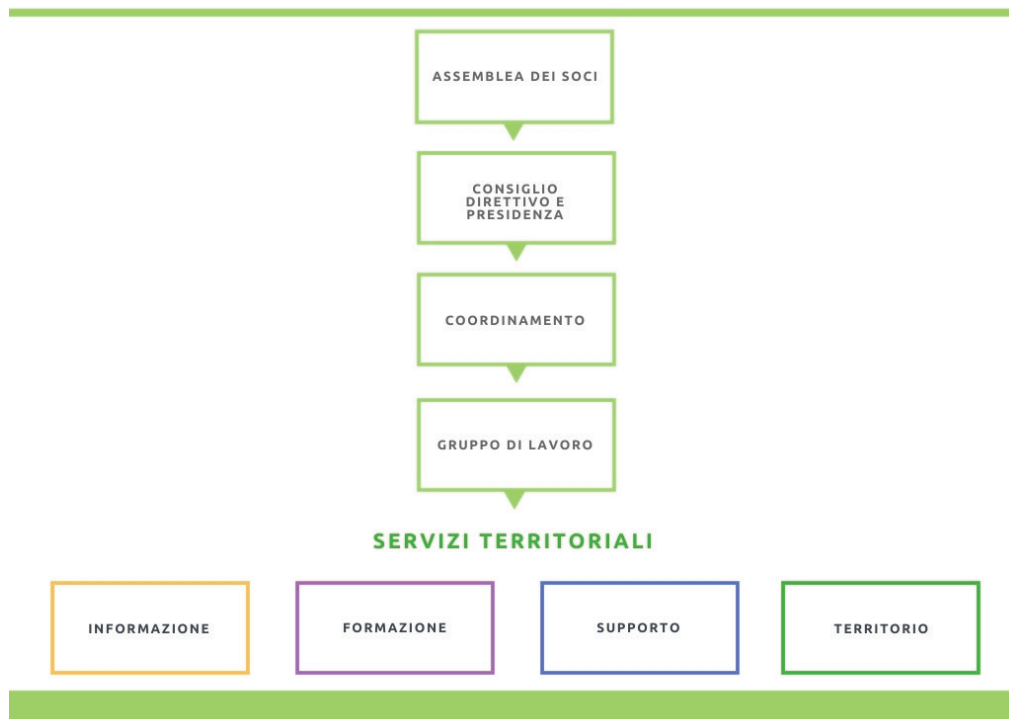 ASSEMBLEA DEI SOCI
CONSIGLIO
DIRETTIVO E
PRESIDENZA
COORDINAMENTO
GRUPPO DI LAVORO
SERVIZI TERRITORIALI
INFORMAZIONE
FORMAZIONE
SUPPORTO
TERRITORIO